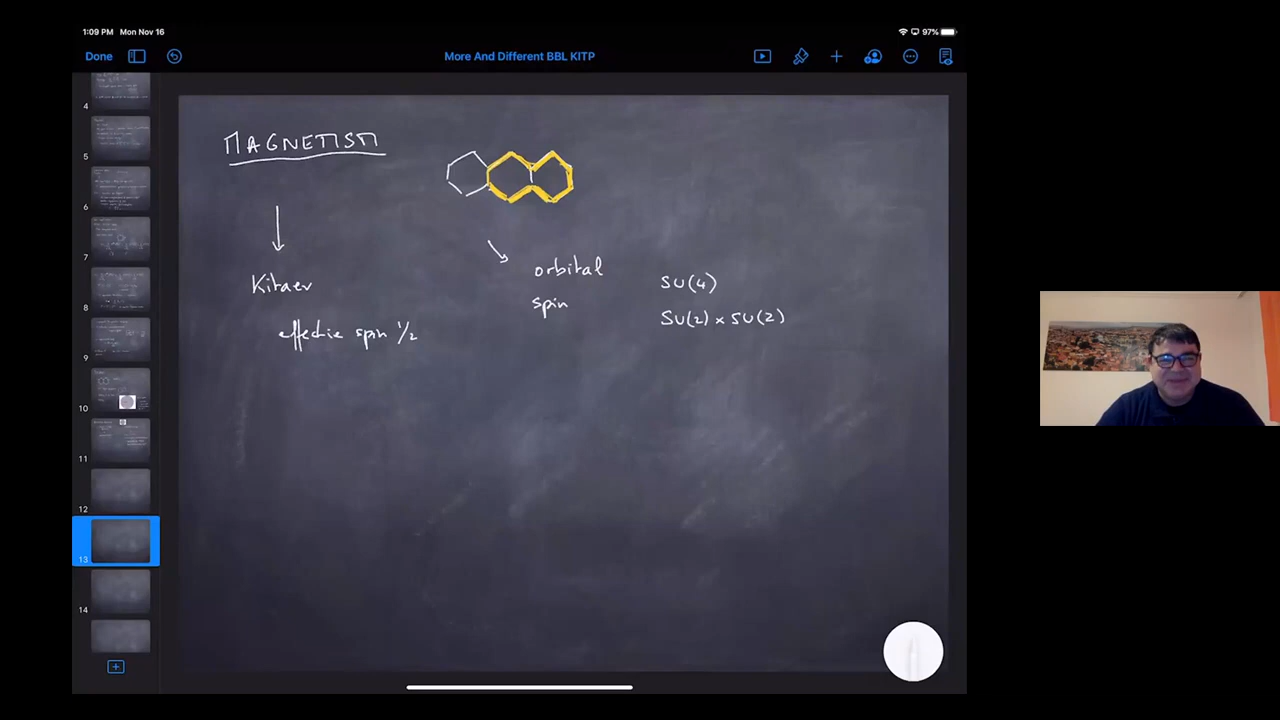 1:09 PM Mon Nov 16
97%
Done
More And Different BBL KITP
4
5
6
7
8
9
10
11
12
13
14
MAGNETISM
Kitaev
effective spin 1/2
orbital
spin
SU(4)
SU(2) x SU(2)